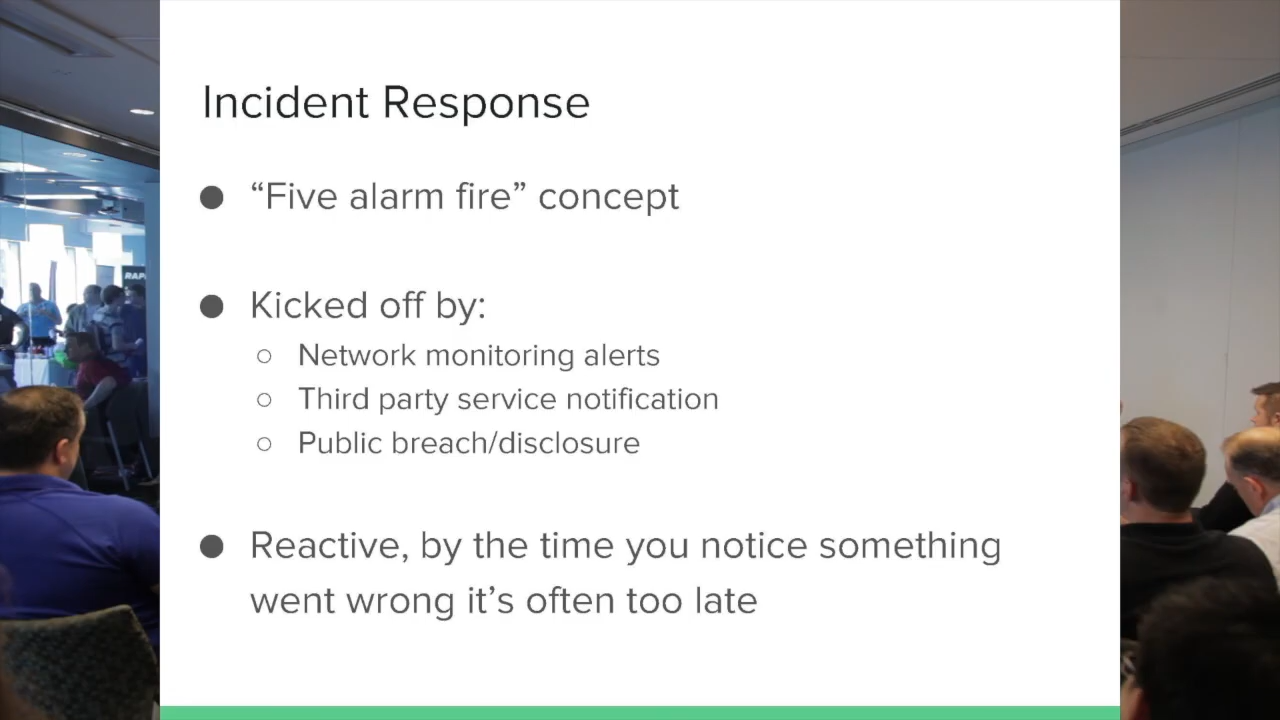 Incident Response
● “Five alarm fire” concept
● Kicked off by:
○ Network monitoring alerts
○ Third party service notification
○ Public breach/disclosure
● Reactive, by the time you notice something
went wrong it’s often too late